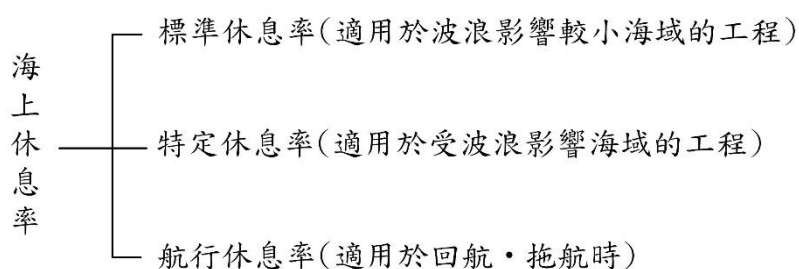 海上休息率
標準休息率(適用於波浪影響較小海域的工程)
特定休息率(適用於受波浪影響海域的工程)
航行休息率(適用於回航・拖航時)